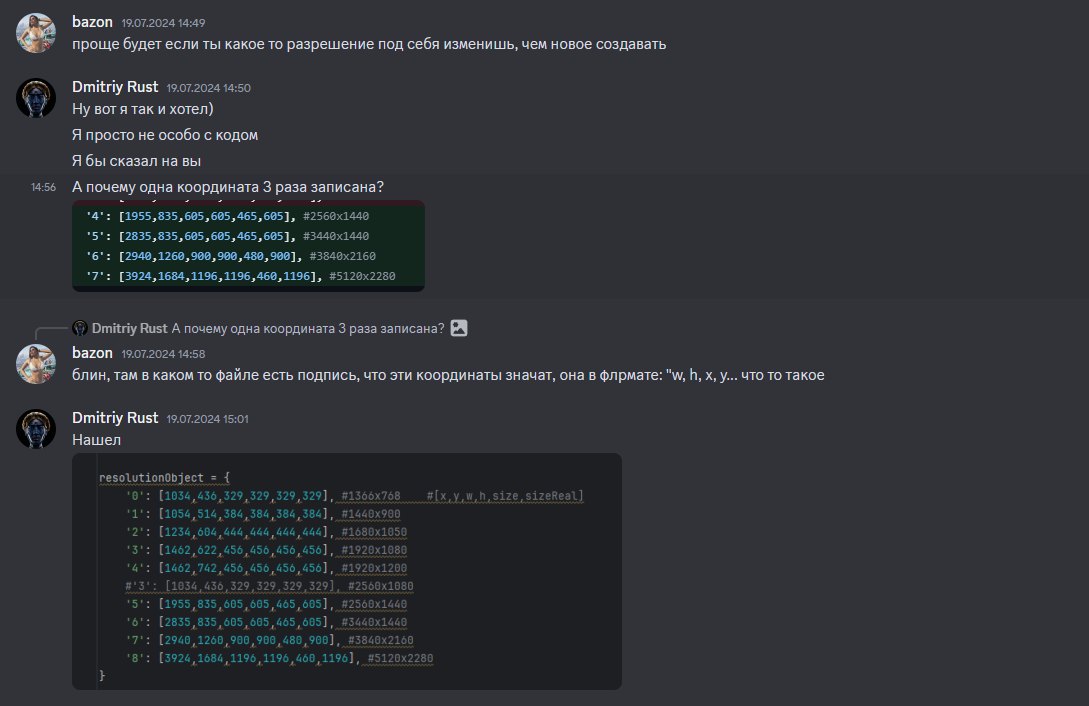 bazon 19.07.2024 14:49
проще будет если ты какое то разрешение под себя изменишь, чем новое создавать
Dmitriy Rust 19.07.2024 14:50
Ну вот я так и хотел)
Я просто не особо с кодом
Я бы сказал на вы
14:56 А почему одна координата 3 раза записана?
'4': [1955,835,605,605,465,605], #2560x1440
'5': [2835,835,605,605,465,605], #3440x1440
'6': [2940,1260,900,900,480,900], #3840x2160
'7': [3924,1684,1196,1196,460,1196], #5120x2280
Dmitriy Rust А почему одна координата 3 раза записана?
bazon 19.07.2024 14:58
блин, там в каком то файле есть подпись, что эти координаты значат, она в флрмате: "w, h, x, y... что то такое
Dmitriy Rust 19.07.2024 15:01
Нашел
resolutionObject = {
'0': [1034,436,329,329,329,329], #1366x768 #[x,y,w,h,size,sizeReal]
'1': [1054,514,384,384,384,384], #1440x900
'2': [1234,604,444,444,444,444], #1680x1050
'3': [1462,622,456,456,456,456], #1920x1080
'4': [1462,742,456,456,456,456], #1920x1200
#'3': [1034,436,329,329,329,329], #2560x1080
'5': [1955,835,605,605,465,605], #2560x1440
'6': [2835,835,605,605,465,605], #3440x1440
'7': [2940,1260,900,900,480,900], #3840x2160
'8': [3924,1684,1196,1196,460,1196], #5120x2280
}